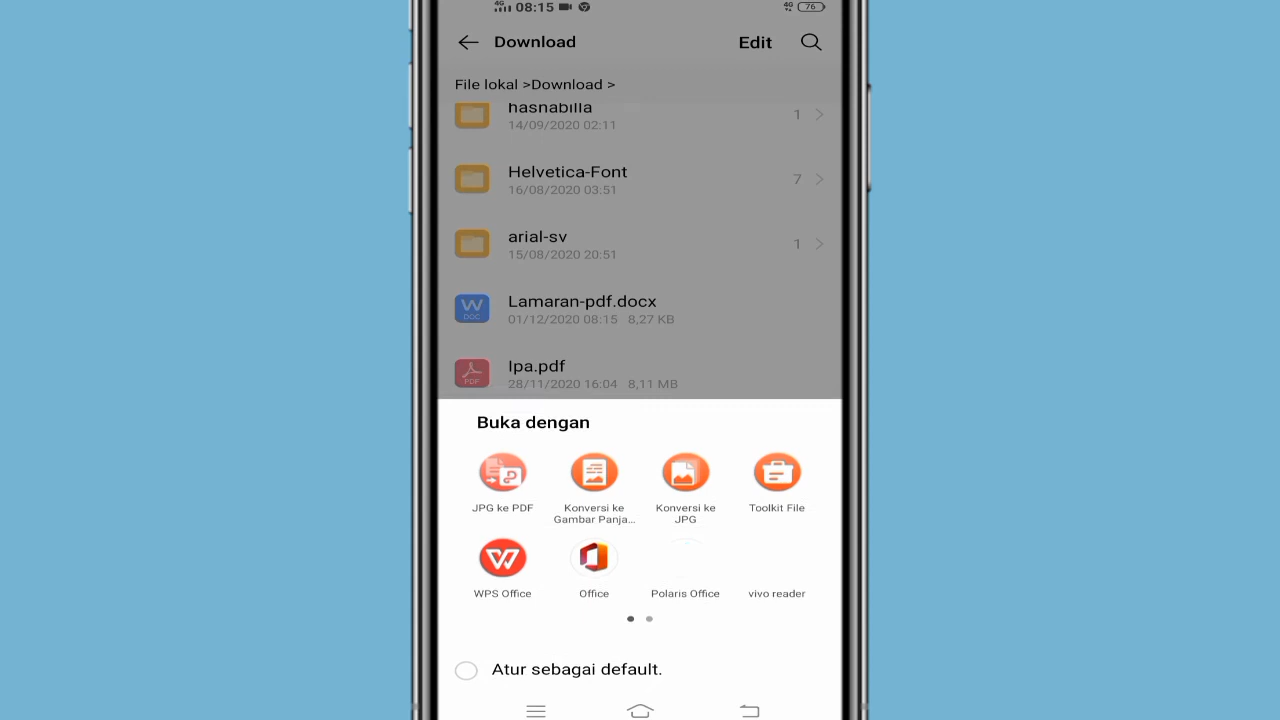 4G 08:15 4G 76
Download Edit
File lokal >Download >
hasnabilla
14/09/2020 02:11 1
Helvetica-Font
16/08/2020 03:51 7
arial-sv
15/08/2020 20:51 1
Lamaran-pdf.docx
01/12/2020 08:15 8,27 KB
W
DOC
Ipa.pdf
28/11/2020 16:04 8,11 MB
PDF
Buka dengan
JPG ke PDF
Konversi ke
Gambar Panja...
Konversi ke
JPG
Toolkit File
WPS Office
Office
Polaris Office
vivo reader
Atur sebagai default.